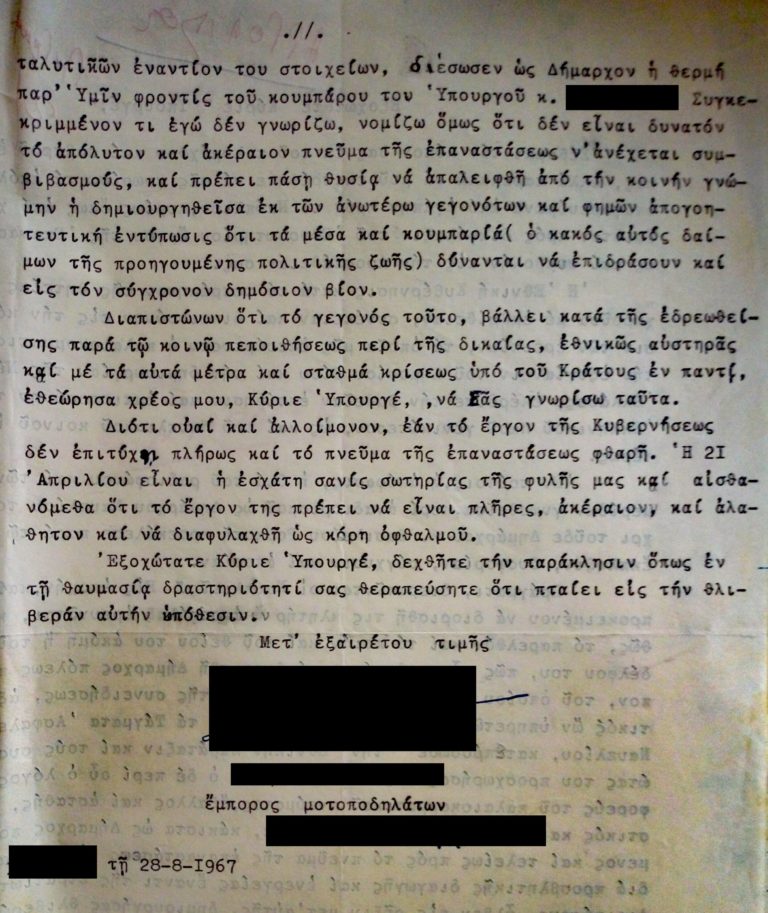 .//.
ταλυτικῶν ἐναντίον του στοιχείων, διέσωσεν ὡς Δήμαρχον ἡ θερμή
παρ' Ὑμῖν φροντίς τοῦ κουμπάρου του Ὑπουργοῦ κ. Συγκε-
κριμμένον τι ἐγώ δέν γνωρίζω, νομίζω ὅμως ὅτι δέν εἶναι δυνατόν
τό ἀπόλυτον καί ἀκέραιον πνεῦμα τῆς ἐπαναστάσεως ν'ἀνέχεται συμ-
βιβασμούς, καί πρέπει πάσῃ θυσίᾳ νά ἀπαλειφθῆ ἀπό τήν κοινήν γνώ-
μην ἡ δημιουργηθεῖσα ἐκ τῶν ἀνωτέρω γεγονότων καί φημῶν ἀπογοη-
τευτική ἐντύπωσις ὅτι τά μέσα καί κουμπαριά( ὁ κακός αὐτός δαί-
μων τῆς προηγουμένης πολιτικῆς ζωῆς) δύνανται νά ἐπιδράσουν καί
εἰς τόν σύγχρονον δημόσιον βίον.
Διαπιστώνων ὅτι τό γεγονός τοῦτο, βάλλει κατά τῆς ἑδρεωθεί-
σης παρά τῷ κοινῷ πεποιθήσεως περί τῆς δικαίας, ἐθνικῶς αὐστηρᾶς
καί μέ τά αὐτά μέτρα καί σταθμά κρίσεως ὑπό τοῦ Κράτους ἐν παντί,
ἐθεώρησα χρέος μου, Κύριε Ὑπουργέ, ,νά Σᾶς γνωρίσω ταῦτα.
Διότι οὐαί καί ἀλλοίμονον, ἐάν τό ἔργον τῆς Κυβερνήσεως
δέν ἐπιτύχῃ πλήρως καί τό πνεῦμα τῆς ἐπαναστάσεως φθαρῆ. Ἡ 2Ι
Ἀπριλίου εἶναι ἡ ἐσχάτη σανίς σωτηρίας τῆς φυλῆς μας καί αἰσθα-
νόμεθα ὅτι τό ἔργον της πρέπει νά εἶναι πλῆρες, ἀκέραιον, καί ἀλα-
θητον καί νά διαφυλαχθῆ ὡς κόρη ὀφθαλμοῦ.
Ἐξοχώτατε Κύριε Ὑπουργέ, δεχθῆτε τήν παράκλησιν ὅπως ἐν
τῇ θαυμασίᾳ δραστηριότητί σας θεραπεύσητε ὅτι πταίει εἰς τήν θλι-
βεράν αὐτήν ὑπόθεσιν.
Μετ' ἐξαιρέτου τιμῆς
ἔμπορος μοτοποδηλάτων
τῇ 28-8-Ι967